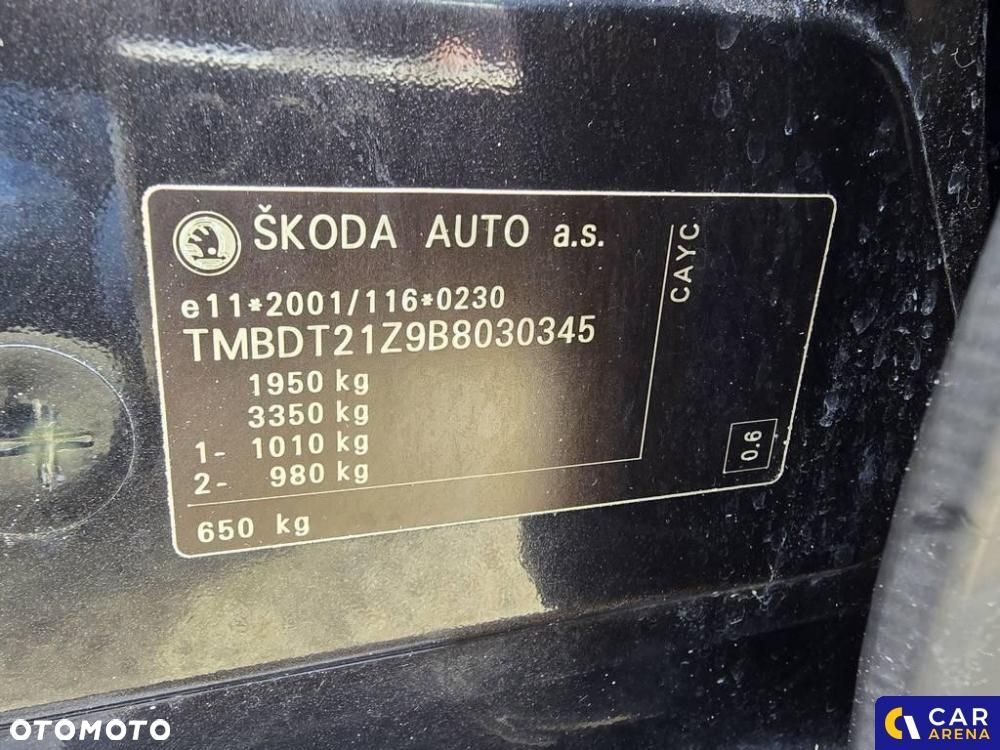 ŠKODA AUTO a.s.
e11*2001/116*0230
TMBDT21Z9B8030345
1950 kg
3350 kg
1- 1010 kg
2- 980 kg
650 kg
CAYC
0.6
OTOMOTO
CAR
ARENA